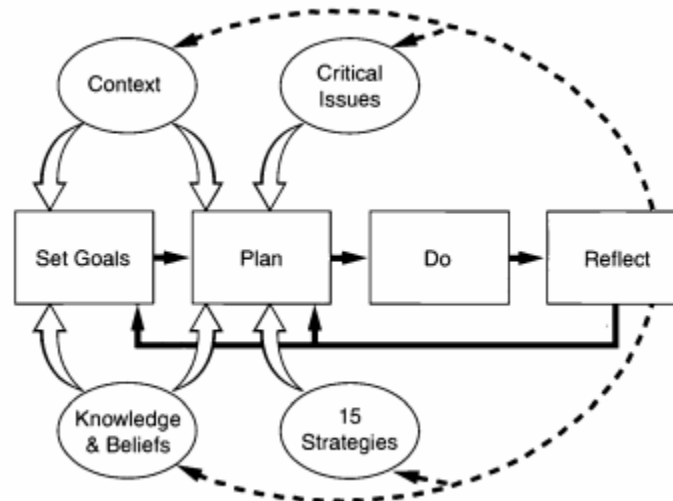 Context
Critical
Issues
Set Goals
Plan
Do
Reflect
Knowledge
& Beliefs
15
Strategies